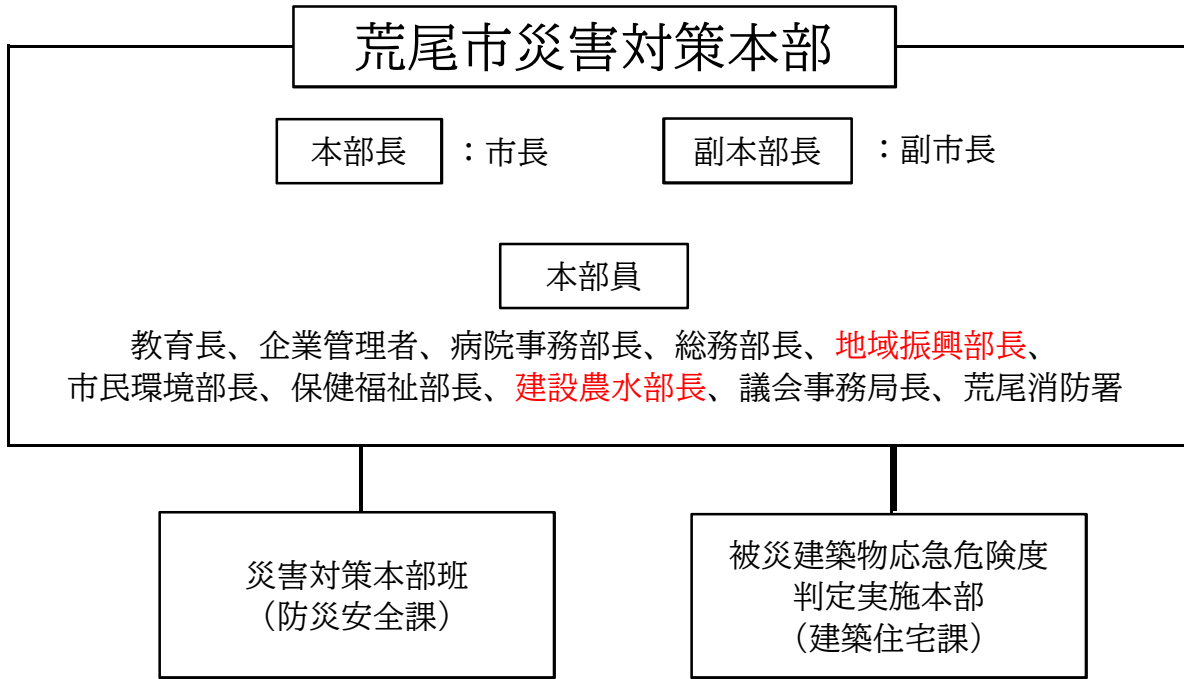 荒尾市災害対策本部
本部長 :市長 副本部長 :副市長
本部員
教育長、企業管理者、病院事務部長、総務部長、地域振興部長、
市民環境部長、保健福祉部長、建設農水部長、議会事務局長、荒尾消防署
災害対策本部班
(防災安全課)
被災建築物応急危険度
判定実施本部
(建築住宅課)